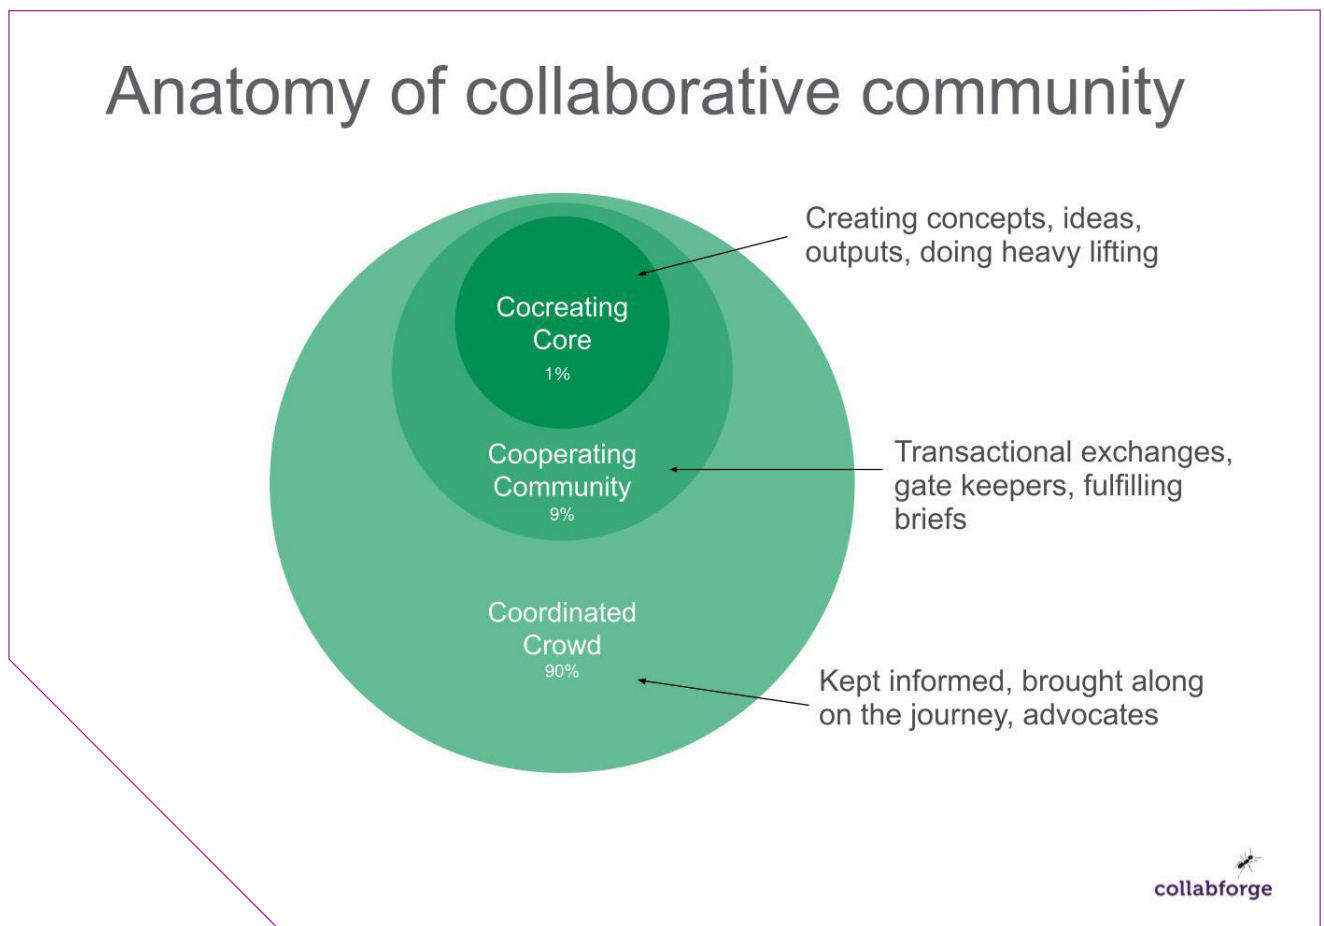 Anatomy of collaborative community
Creating concepts, ideas,
outputs, doing heavy lifting
Cocreating
Core
1%
Transactional exchanges,
gate keepers, fulfilling
briefs
Cooperating
Community
9%
Coordinated
Crowd
90%
Kept informed, brought along
on the journey, advocates
collabforge